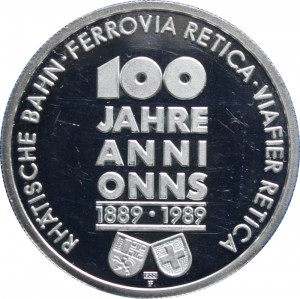 RHÄTISCHE BAHN · FERROVIA RETICA · VIAFIER RETICA
100
JAHRE
ANNI
ONNS
1889 · 1989